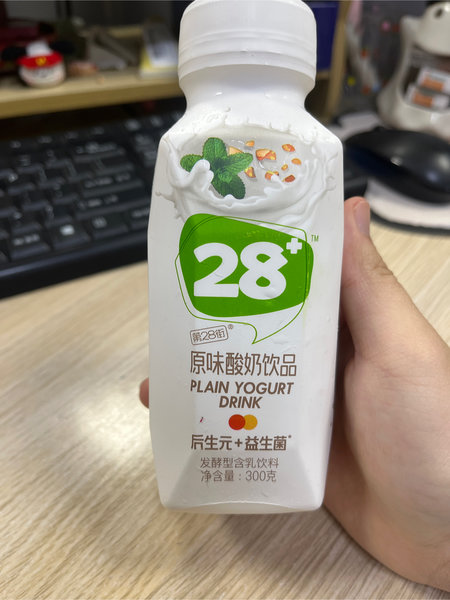 28+ ™
第28街®
原味酸奶饮品
PLAIN YOGURT
DRINK
后生元+益生菌*
发酵型含乳饮料
净含量:300克